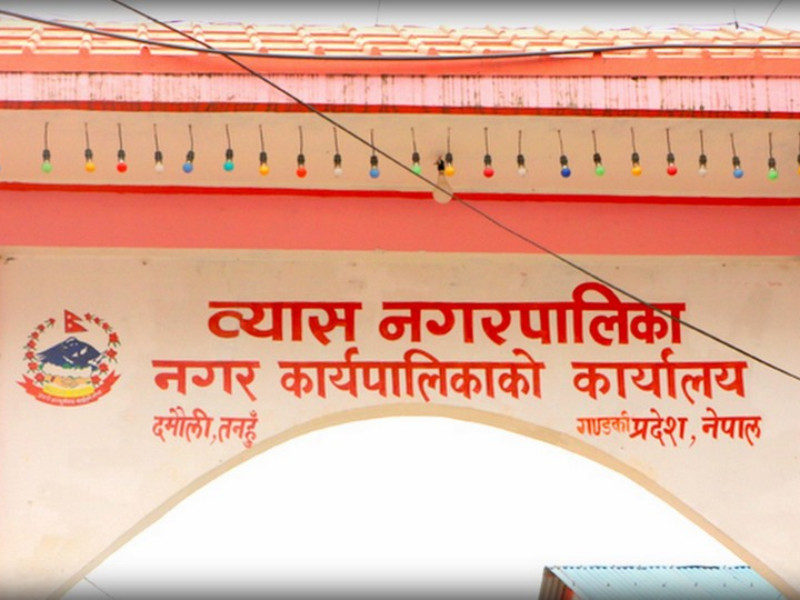 व्यास नगरपालिका
नगर कार्यपालिकाको कार्यालय
दमौली, तनहुँ गण्डकी प्रदेश, नेपाल